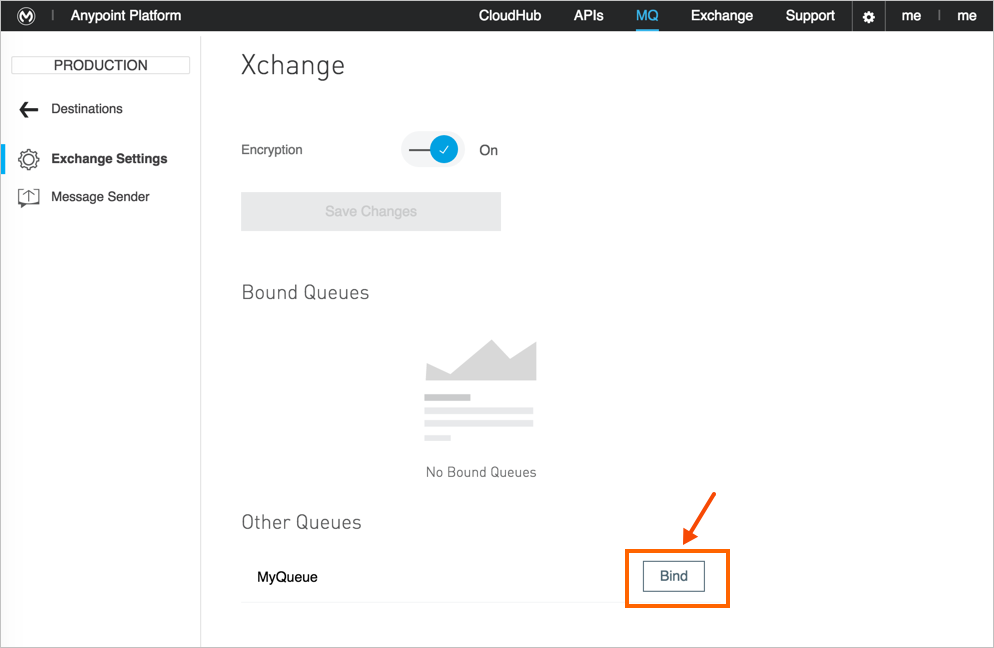 Anypoint Platform
CloudHub
APIs
MQ
Exchange
Support
me
me
PRODUCTION
Destinations
Exchange Settings
Message Sender
Xchange
Encryption
On
Save Changes
Bound Queues
No Bound Queues
Other Queues
MyQueue
Bind